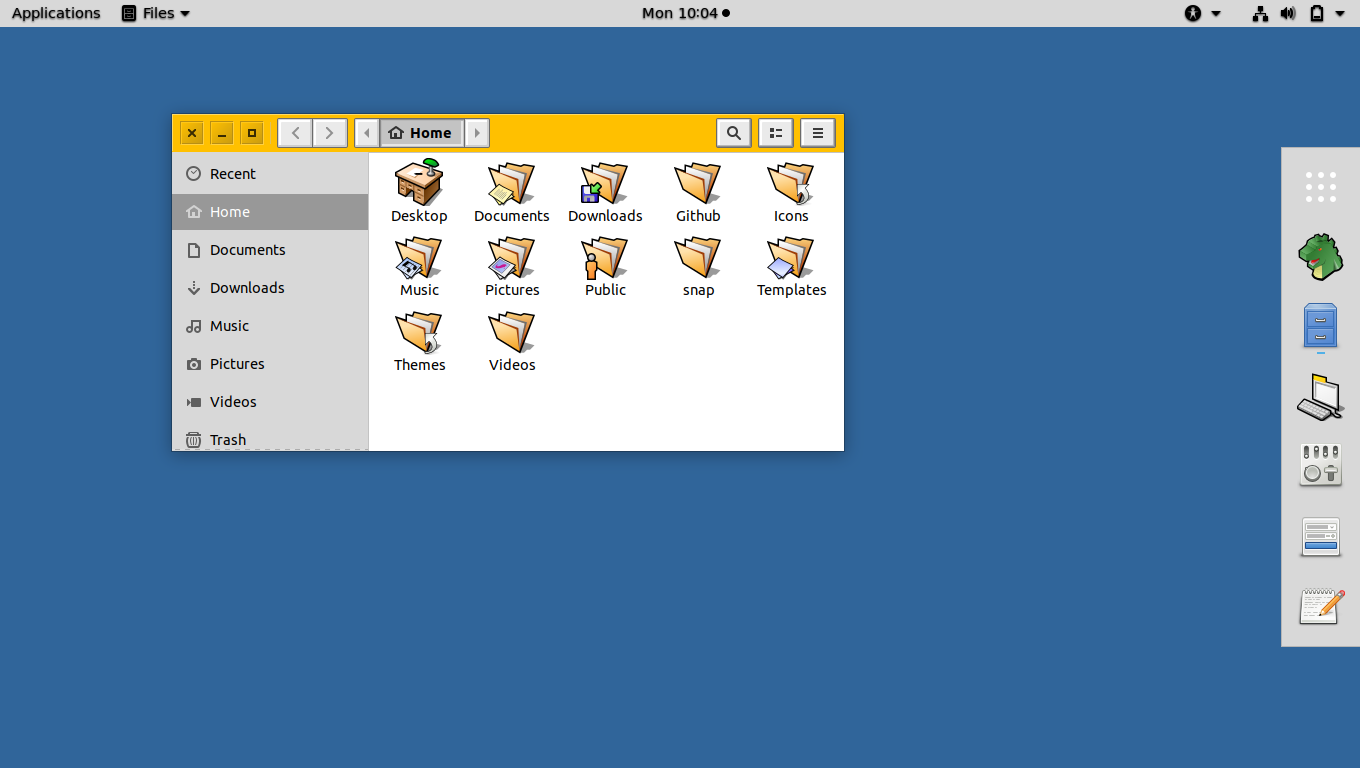 Applications Files Mon 10:04
Home
Recent
Home
Documents
Downloads
Music
Pictures
Videos
Trash
Desktop Documents Downloads Github Icons
Music Pictures Public snap Templates
Themes Videos